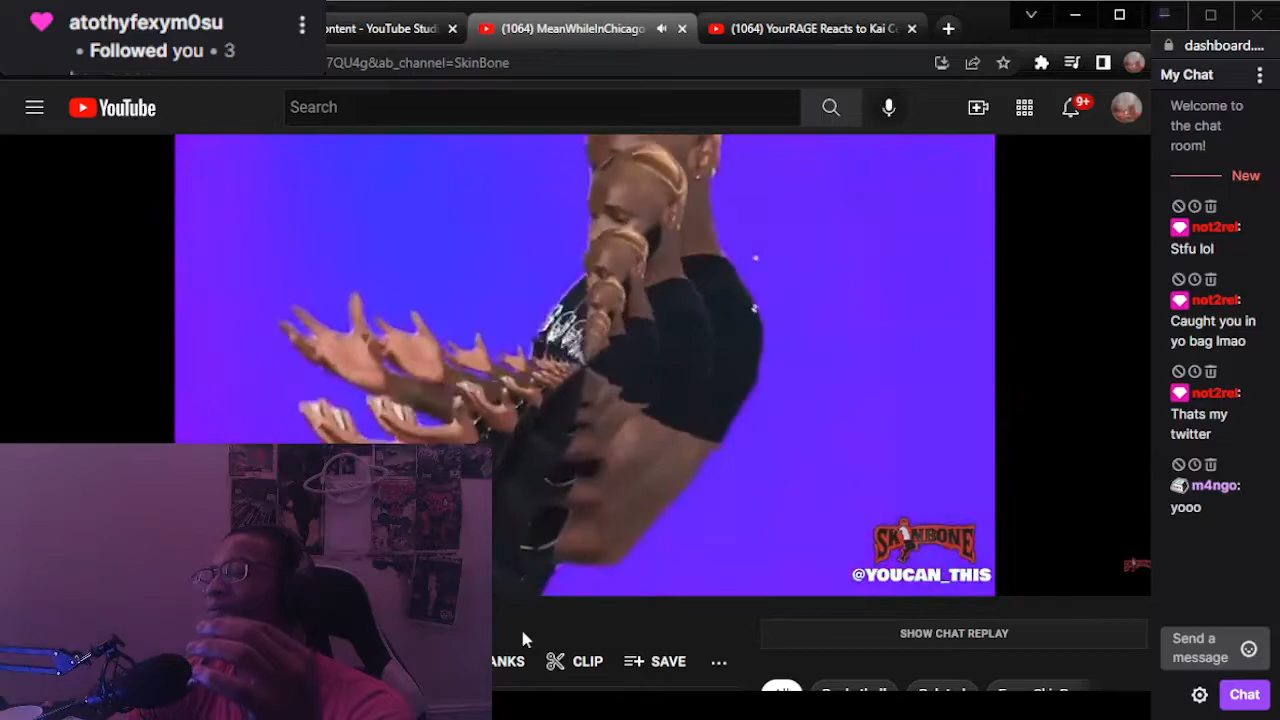 atothyfexym0su
• Followed you • 3
ontent - YouTube Studi
(1064) MeanWhileInChicago
(1064) YourRAGE Reacts to Kai Ce
7QU4g&ab_channel=SkinBone
dashboard....
YouTube
Search
9+
My Chat
Welcome to
the chat
room!
New
not2rel:
Stfu lol
not2rel:
Caught you in
yo bag lmao
not2rel:
Thats my
twitter
m4ngo:
yooo
SKINBONE
@YOUCAN_THIS
SHOW CHAT REPLAY
ANKS
CLIP
SAVE
Send a
message
Chat